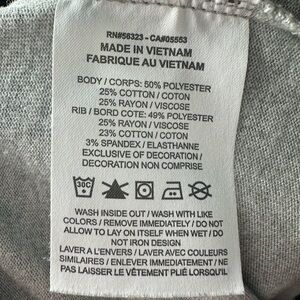 RN#56323 - CA#05553
MADE IN VIETNAM
FABRIQUE AU VIETNAM
BODY / CORPS: 50% POLYESTER
25% COTTON / COTON
25% RAYON / VISCOSE
RIB / BORD COTE: 49% POLYESTER
25% RAYON / VISCOSE
23% COTTON / COTON
3% SPANDEX / ELASTHANNE
EXCLUSIVE OF DECORATION /
DECORATION NON COMPRISE
30C
WASH INSIDE OUT / WASH WITH LIKE
COLORS / REMOVE IMMEDIATELY / DO NOT
ALLOW TO LAY ON ITSELF WHEN WET / DO
NOT IRON DESIGN
LAVER A L'ENVERS / LAVER AVEC COULEURS
SIMILAIRES / ENLEVER IMMEDIATEMENT / NE
PAS LAISSER LE VÊTEMENT PLIÉ LORSQU'IL